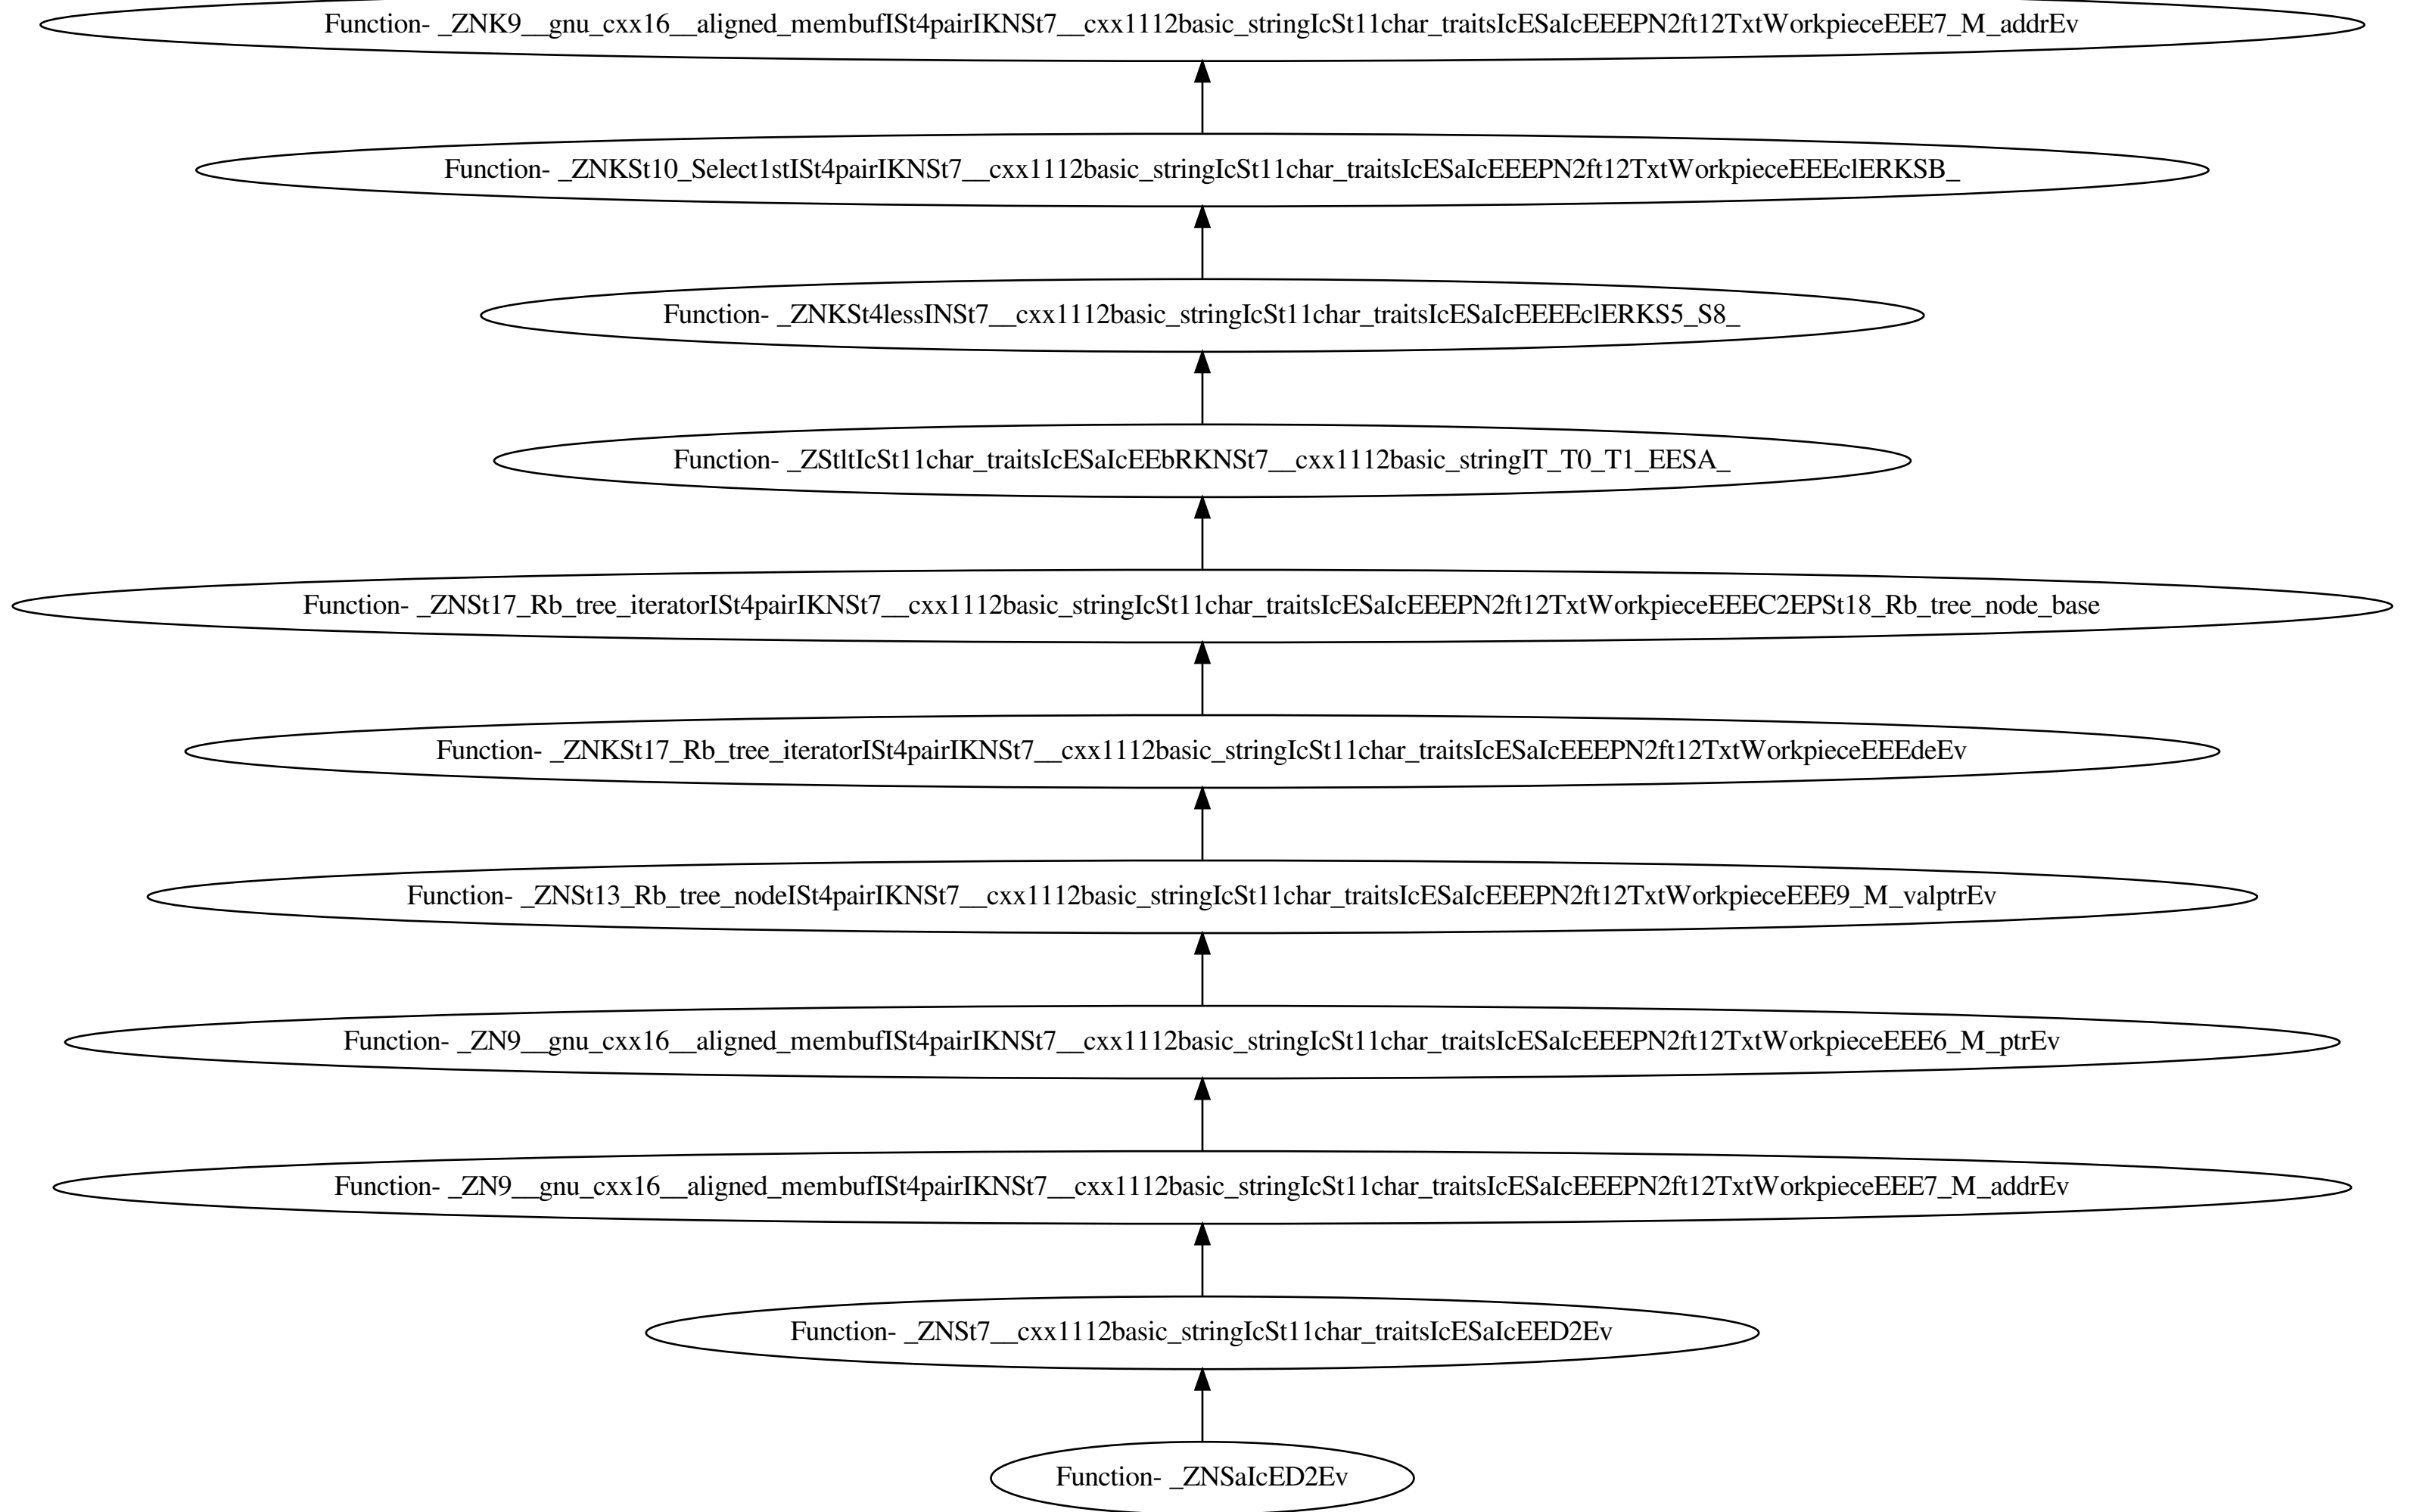 Function- _ZNK9__gnu_cxx16__aligned_membufISt4pairIKNSt7__cxx1112basic_stringIcSt11char_traitsIcESaIcEEEPN2ft12TxtWorkpieceEEE7_M_addrEv
Function- _ZNKSt10_Select1stISt4pairIKNSt7__cxx1112basic_stringIcSt11char_traitsIcESaIcEEEPN2ft12TxtWorkpieceEEEclERKSB_
Function- _ZNKSt4lessINSt7__cxx1112basic_stringIcSt11char_traitsIcESaIcEEEEclERKS5_S8_
Function- _ZStltIcSt11char_traitsIcESaIcEEbRKNSt7__cxx1112basic_stringIT_T0_T1_EESA_
Function- _ZNSt17_Rb_tree_iteratorISt4pairIKNSt7__cxx1112basic_stringIcSt11char_traitsIcESaIcEEEPN2ft12TxtWorkpieceEEEC2EPSt18_Rb_tree_node_base
Function- _ZNKSt17_Rb_tree_iteratorISt4pairIKNSt7__cxx1112basic_stringIcSt11char_traitsIcESaIcEEEPN2ft12TxtWorkpieceEEEdeEv
Function- _ZNSt13_Rb_tree_nodeISt4pairIKNSt7__cxx1112basic_stringIcSt11char_traitsIcESaIcEEEPN2ft12TxtWorkpieceEEE9_M_valptrEv
Function- _ZN9__gnu_cxx16__aligned_membufISt4pairIKNSt7__cxx1112basic_stringIcSt11char_traitsIcESaIcEEEPN2ft12TxtWorkpieceEEE6_M_ptrEv
Function- _ZN9__gnu_cxx16__aligned_membufISt4pairIKNSt7__cxx1112basic_stringIcSt11char_traitsIcESaIcEEEPN2ft12TxtWorkpieceEEE7_M_addrEv
Function- _ZNSt7__cxx1112basic_stringIcSt11char_traitsIcESaIcEED2Ev
Function- _ZNSaIcED2Ev